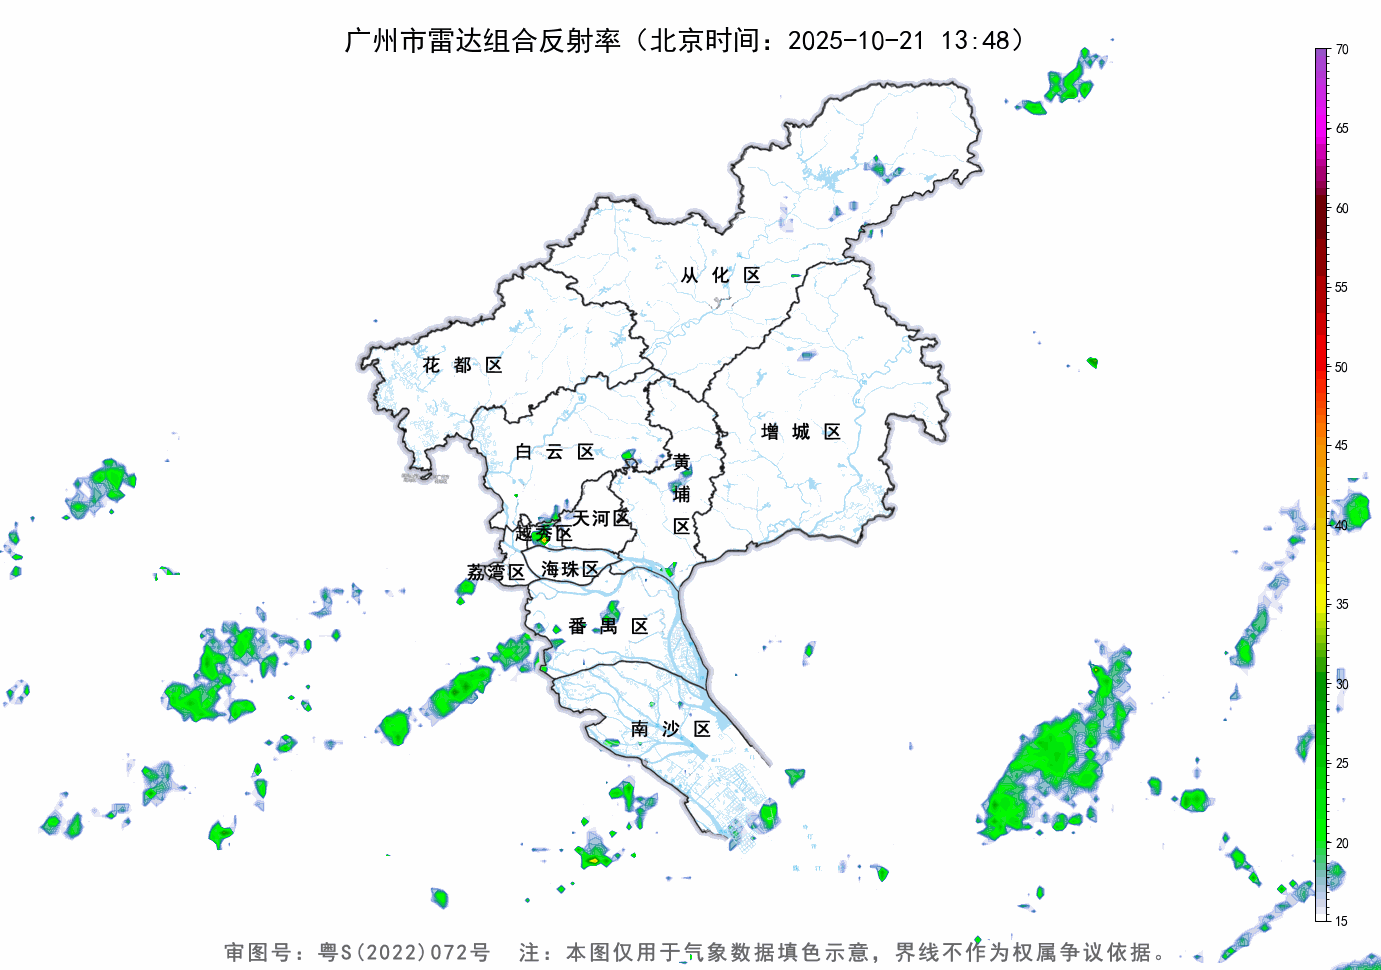 广州市雷达组合反射率（北京时间：2025-10-21 13:48）
70
65
60
55
50
45
40
35
30
25
20
15
从化区
花都区
增城区
白云区
黄埔区
天河区
越秀区
荔湾区
海珠区
番禺区
南沙区
审图号：粤S(2022)072号 注：本图仅用于气象数据填色示意，界线不作为权属争议依据。